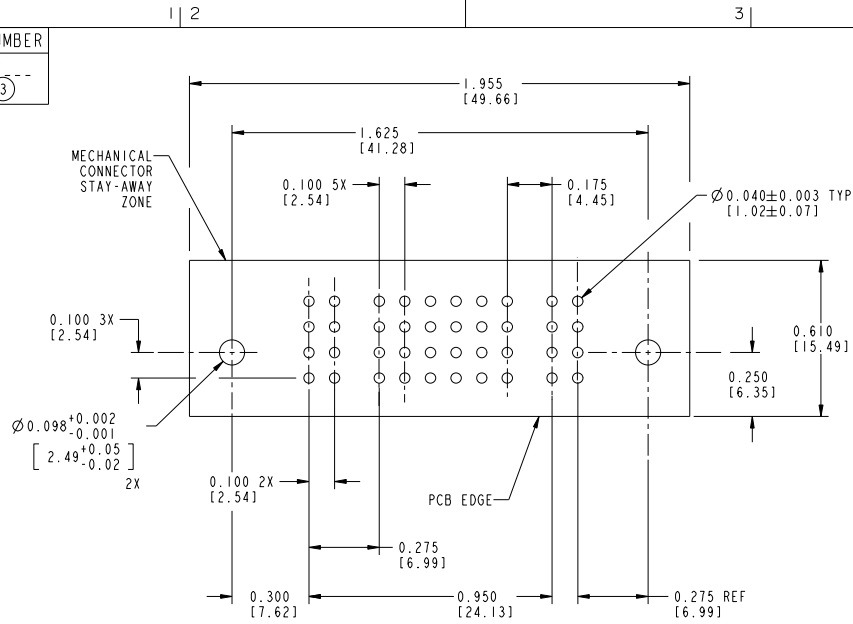 1 2 3
UMBER
---
3
1.955
[49.66]
1.625
[41.28]
MECHANICAL
CONNECTOR
STAY-AWAY
ZONE
0.100 5X
[2.54]
0.175
[4.45]
Ø0.040±0.003 TYP
[1.02±0.07]
0.100 3X
[2.54]
0.610
[15.49]
0.250
[6.35]
Ø0.098+0.002
-0.001
[2.49+0.05
-0.02]
2X
0.100 2X
[2.54]
PCB EDGE
0.275
[6.99]
0.300
[7.62]
0.950
[24.13]
0.275 REF
[6.99]